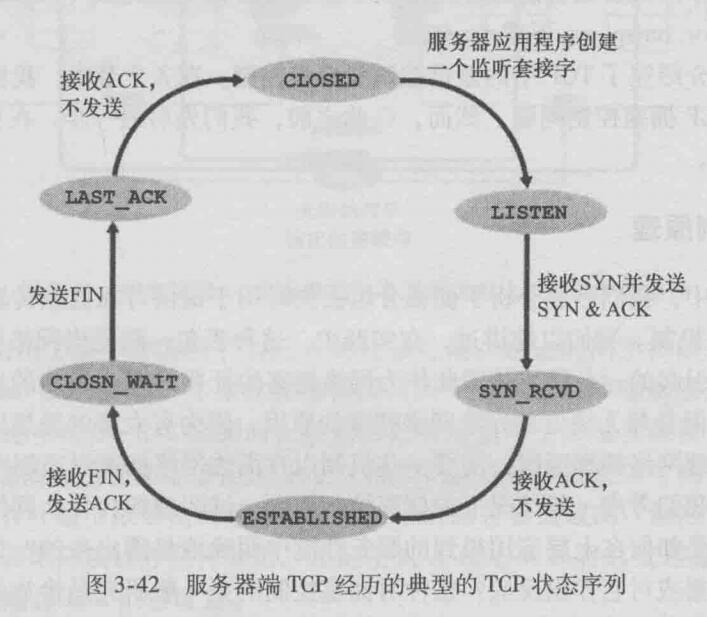 服务器应用程序创建
一个监听套接字
接收ACK,
不发送
CLOSED
LAST_ACK
LISTEN
发送FIN
接收SYN并发送
SYN & ACK
CLOSN_WAIT
SYN_RCVD
接收FIN,
发送ACK
接收ACK,
不发送
ESTABLISHED
图 3-42 服务器端 TCP 经历的典型的 TCP 状态序列